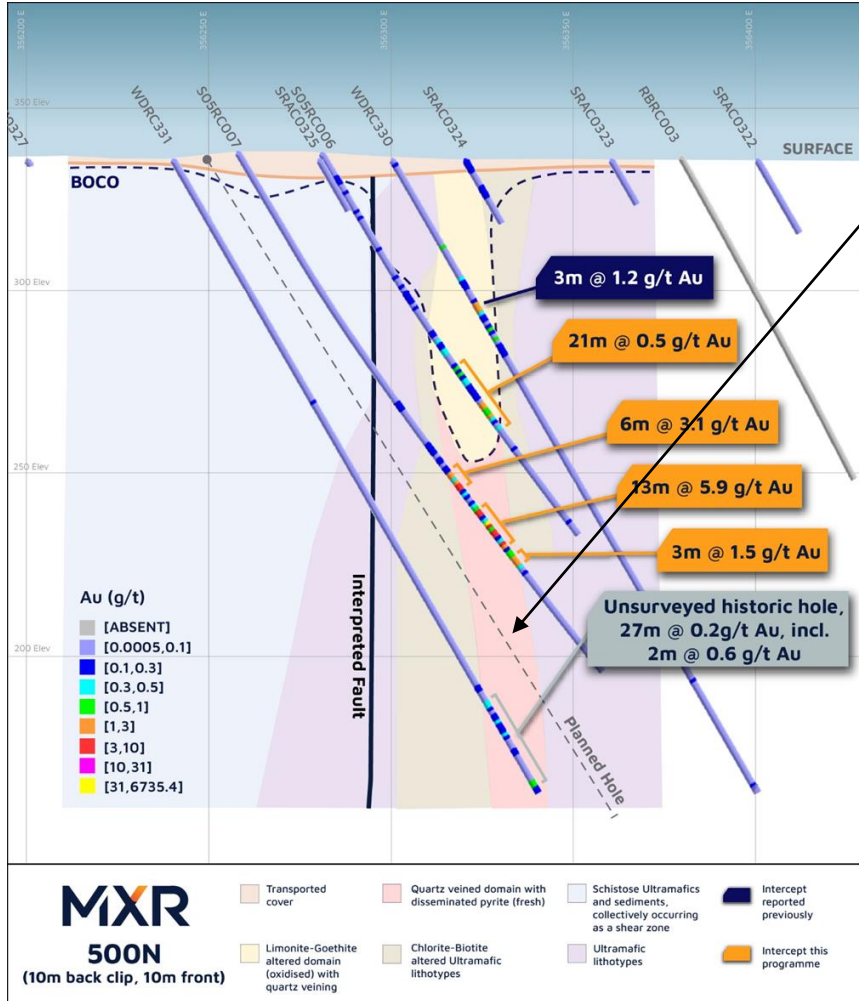 356200 E
356250
356300
356350
356400
350 Elev
300 Elev
250 Elev
200 Elev
0327
WDRC331
S05RC007
SRAC0325
S05RC006
WDRC330
SRAC0324
SRAC0323
RBRC003
SRAC0322
SURFACE
BOCO
3m @ 1.2 g/t Au
21m @ 0.5 g/t Au
6m @ 3.1 g/t Au
13m @ 5.9 g/t Au
3m @ 1.5 g/t Au
Unsurveyed historic hole,
27m @ 0.2g/t Au, incl.
2m @ 0.6 g/t Au
Interpreted Fault
Planned Hole
Au (g/t)
[ABSENT]
[0.0005,0.1]
[0.1,0.3]
[0.3,0.5]
[0.5,1]
[1,3]
[3,10]
[10,31]
[31,6735.4]
MXR
500N
(10m back clip, 10m front)
Transported
cover
Quartz veined domain with
disseminated pyrite (fresh)
Schistose Ultramafics
and sediments,
collectively occurring
as a shear zone
Intercept
reported
previously
Limonite-Goethite
altered domain
(oxidised) with
quartz veining
Chlorite-Biotite
altered Ultramafic
lithotypes
Ultramafic
lithotypes
Intercept this
programme